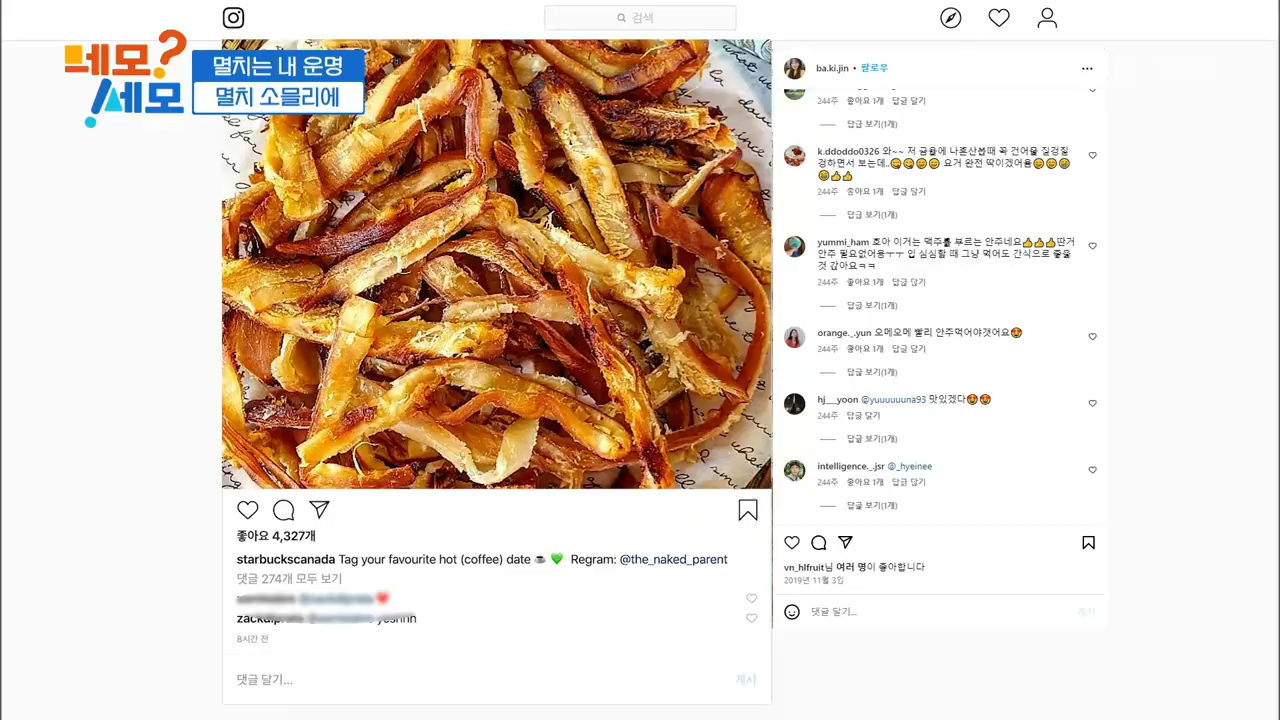 네모?
!세모
멸치는 내 운명
멸치 소믈리에
검색
좋아요 4,327개
starbuckscanada Tag your favourite hot (coffee) date ☕ 💚 Regram: @the_naked_parent
댓글 274개 모두 보기
yeshhh
8시간 전
댓글 달기...
게시
ba.ki.jin • 팔로우
244주 좋아요 1개 답글 달기
답글 보기(1개)
k.ddoddo0326 와~~ 저 금욜에 나혼산볼때 꼭 건어물 질겅질
겅하면서 보는데..😋😋😄😄 요거 완전 딱이겠어욤😄😄😁
😁👍👍
244주 좋아요 1개 답글 달기
답글 보기(1개)
yummi_ham 호아 이거는 맥주를 부르는 안주네요👍👍👍딴거
안주 필요없어용ㅜㅜ 입 심심할 때 그냥 먹어도 간식으로 좋을
것 같아요ㅋㅋ
244주 좋아요 1개 답글 달기
답글 보기(1개)
orange._.yun 오메오메 빨리 안주먹어야갯어요😍
244주 좋아요 1개 답글 달기
답글 보기(1개)
hj___yoon @yuuuuuuna93 맛있겠다😍😍
244주 답글 달기
답글 보기(1개)
intelligence._.jsr @_hyeinee
244주 좋아요 1개 답글 달기
답글 보기(1개)
vn_hlfruit님 여러 명이 좋아합니다
2019년 11월 3일
댓글 달기...
게시